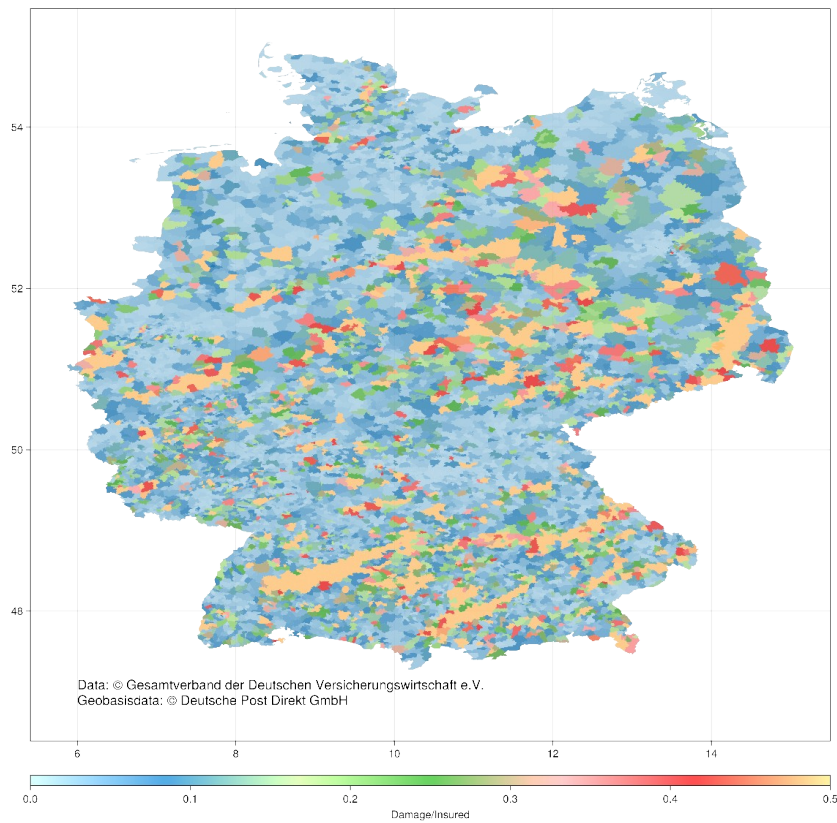 54
52
50
48
Data: © Gesamtverband der Deutschen Versicherungswirtschaft e.V.
Geobasisdata: © Deutsche Post Direkt GmbH
6 8 10 12 14
0.0 0.1 0.2 0.3 0.4 0.5
Damage/Insured